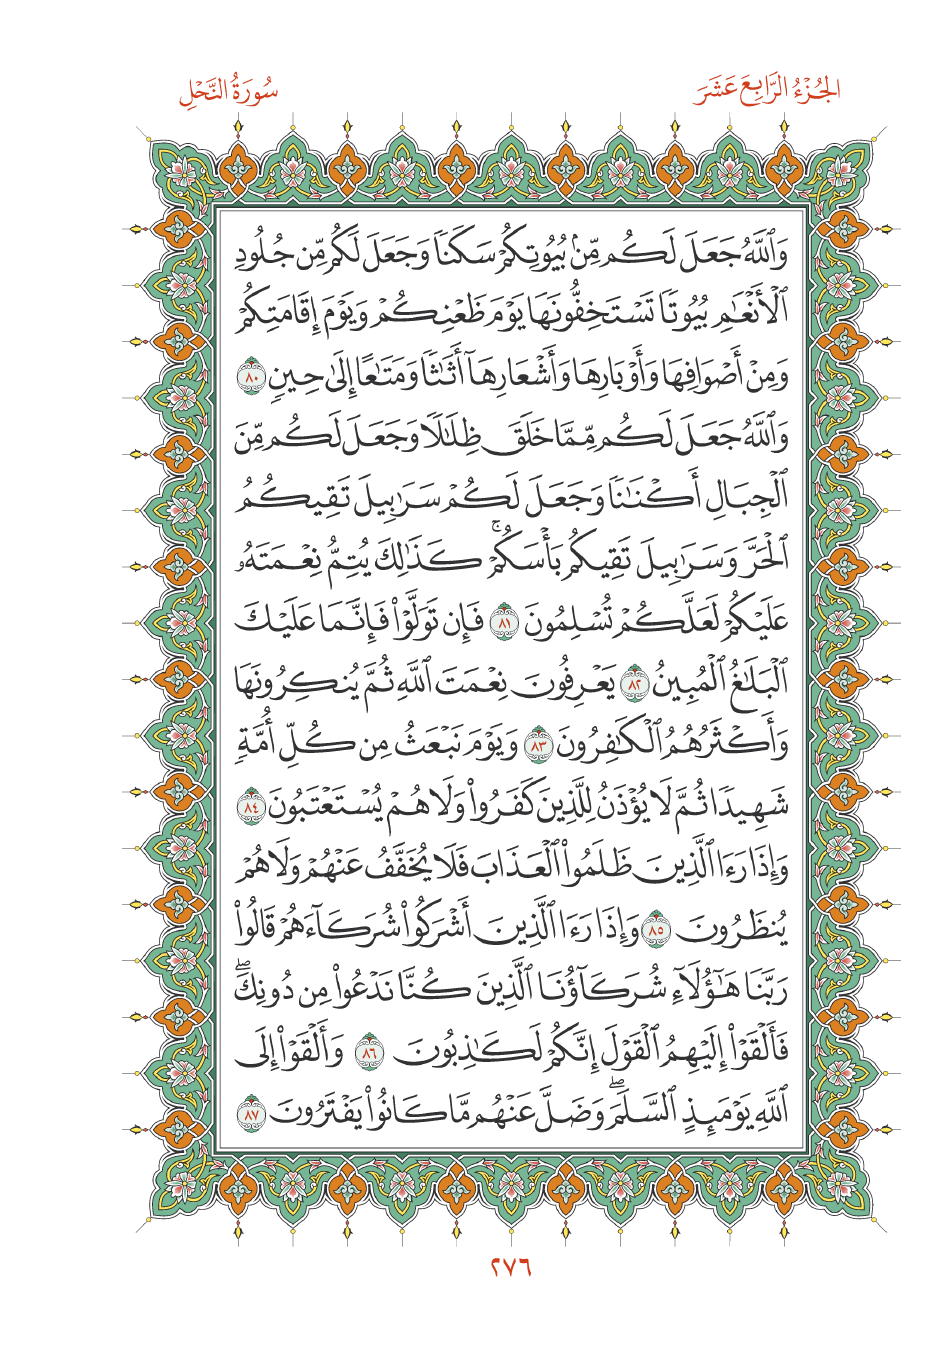 الجُزْءُ الرَّابِعَ عَشَرَ
سُورَةُ النَّحْلِ
وَٱللَّهُ جَعَلَ لَكُم مِّنۢ بُيُوتِكُمْ سَكَنٗا وَجَعَلَ لَكُم مِّن جُلُودِ
ٱلْأَنْعَٰمِ بُيُوتٗا تَسْتَخِفُّونَهَا يَوْمَ ظَعْنِكُمْ وَيَوْمَ إِقَامَتِكُمْ
وَمِنْ أَصْوَافِهَا وَأَوْبَارِهَا وَأَشْعَارِهَآ أَثَٰثٗا وَمَتَٰعًا إِلَىٰ حِينٖ ٨٠
وَٱللَّهُ جَعَلَ لَكُم مِّمَّا خَلَقَ ظِلَٰلٗا وَجَعَلَ لَكُم مِّنَ
ٱلْجِبَالِ أَكْنَٰنٗا وَجَعَلَ لَكُمْ سَرَٰبِيلَ تَقِيكُمُ
ٱلْحَرَّ وَسَرَٰبِيلَ تَقِيكُم بَأْسَكُمْۚ كَذَٰلِكَ يُتِمُّ نِعْمَتَهُۥ
عَلَيْكُمْ لَعَلَّكُمْ تُسْلِمُونَ ٨١ فَإِن تَوَلَّوْا۟ فَإِنَّمَا عَلَيْكَ
ٱلْبَلَٰغُ ٱلْمُبِينُ ٨٢ يَعْرِفُونَ نِعْمَتَ ٱللَّهِ ثُمَّ يُنكِرُونَهَا
وَأَكْثَرُهُمُ ٱلْكَٰفِرُونَ ٨٣ وَيَوْمَ نَبْعَثُ مِن كُلِّ أُمَّةٖ
شَهِيدٗا ثُمَّ لَا يُؤْذَنُ لِلَّذِينَ كَفَرُوا۟ وَلَا هُمْ يُسْتَعْتَبُونَ ٨٤
وَإِذَا رَءَا ٱلَّذِينَ ظَلَمُوا۟ ٱلْعَذَابَ فَلَا يُخَفَّفُ عَنْهُمْ وَلَا هُمْ
يُنظَرُونَ ٨٥ وَإِذَا رَءَا ٱلَّذِينَ أَشْرَكُوا۟ شُرَكَآءَهُمْ قَالُوا۟
رَبَّنَا هَٰٓؤُلَآءِ شُرَكَآؤُنَا ٱلَّذِينَ كُنَّا نَدْعُوا۟ مِن دُونِكَۖ
فَأَلْقَوْا۟ إِلَيْهِمُ ٱلْقَوْلَ إِنَّكُمْ لَكَٰذِبُونَ ٨٦ وَأَلْقَوْا۟ إِلَى
ٱللَّهِ يَوْمَئِذٍ ٱلسَّلَمَۖ وَضَلَّ عَنْهُم مَّا كَانُوا۟ يَفْتَرُونَ ٨٧
٢٧٦